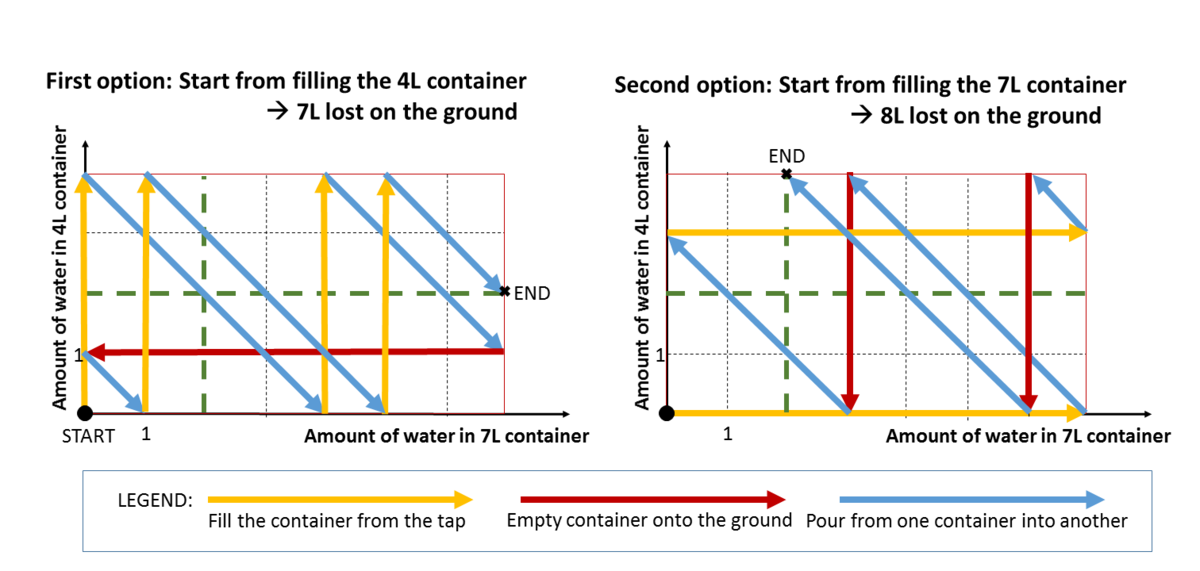 First option: Start from filling the 4L container
→ 7L lost on the ground
Amount of water in 4L container
END
1
START
1
Amount of water in 7L container
Second option: Start from filling the 7L container
→ 8L lost on the ground
Amount of water in 4L container
END
1
1
Amount of water in 7L container
LEGEND:
Fill the container from the tap
Empty container onto the ground
Pour from one container into another